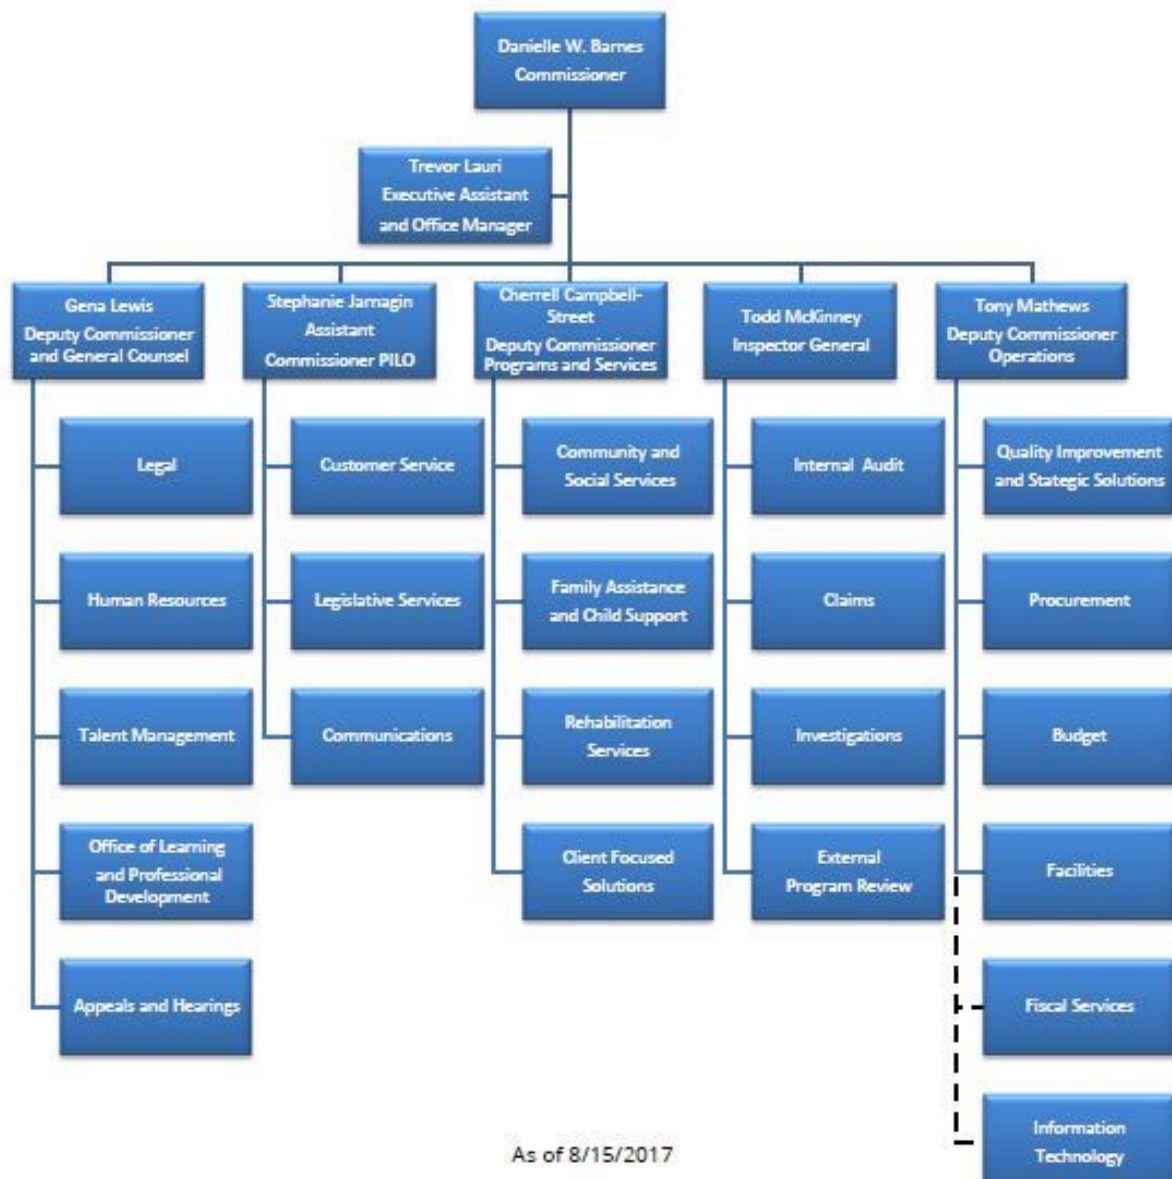 Danielle W. Barnes
Commissioner
Trevor Lauri
Executive Assistant
and Office Manager
Gena Lewis
Deputy Commissioner
and General Counsel
Stephanie Jarnagin
Assistant
Commissioner PILO
Cherrell Campbell-
Street
Deputy Commissioner
Programs and Services
Todd McKinney
Inspector General
Tony Mathews
Deputy Commissioner
Operations
Legal
Human Resources
Talent Management
Office of Learning
and Professional
Development
Appeals and Hearings
Customer Service
Legislative Services
Communications
Community and
Social Services
Family Assistance
and Child Support
Rehabilitation
Services
Client Focused
Solutions
Internal Audit
Claims
Investigations
External
Program Review
Quality Improvement
and Stategic Solutions
Procurement
Budget
Facilities
Fiscal Services
Information
Technology
As of 8/15/2017